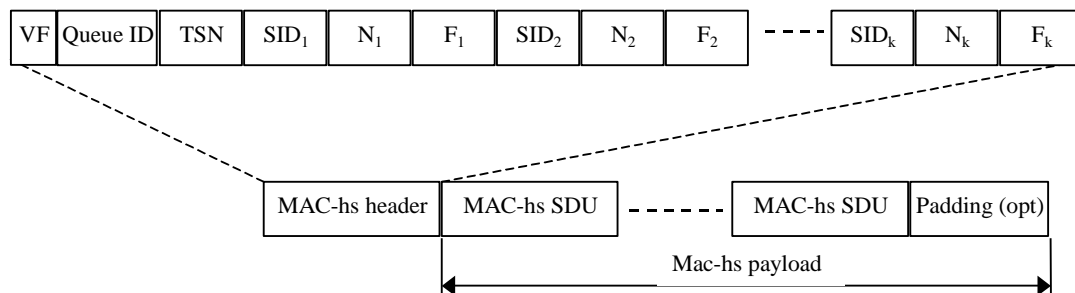 VF Queue ID TSN SID₁ N₁ F₁ SID₂ N₂ F₂ SIDₖ Nₖ Fₖ
MAC-hs header MAC-hs SDU MAC-hs SDU Padding (opt)
Mac-hs payload